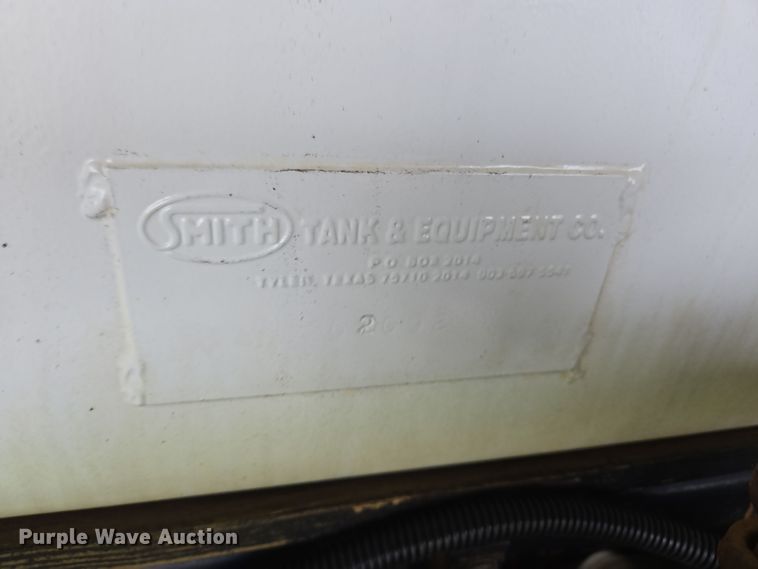 SMITH TANK & EQUIPMENT CO.
P O BOX 2014
TYLER, TEXAS 75710-2014
Purple Wave Auction